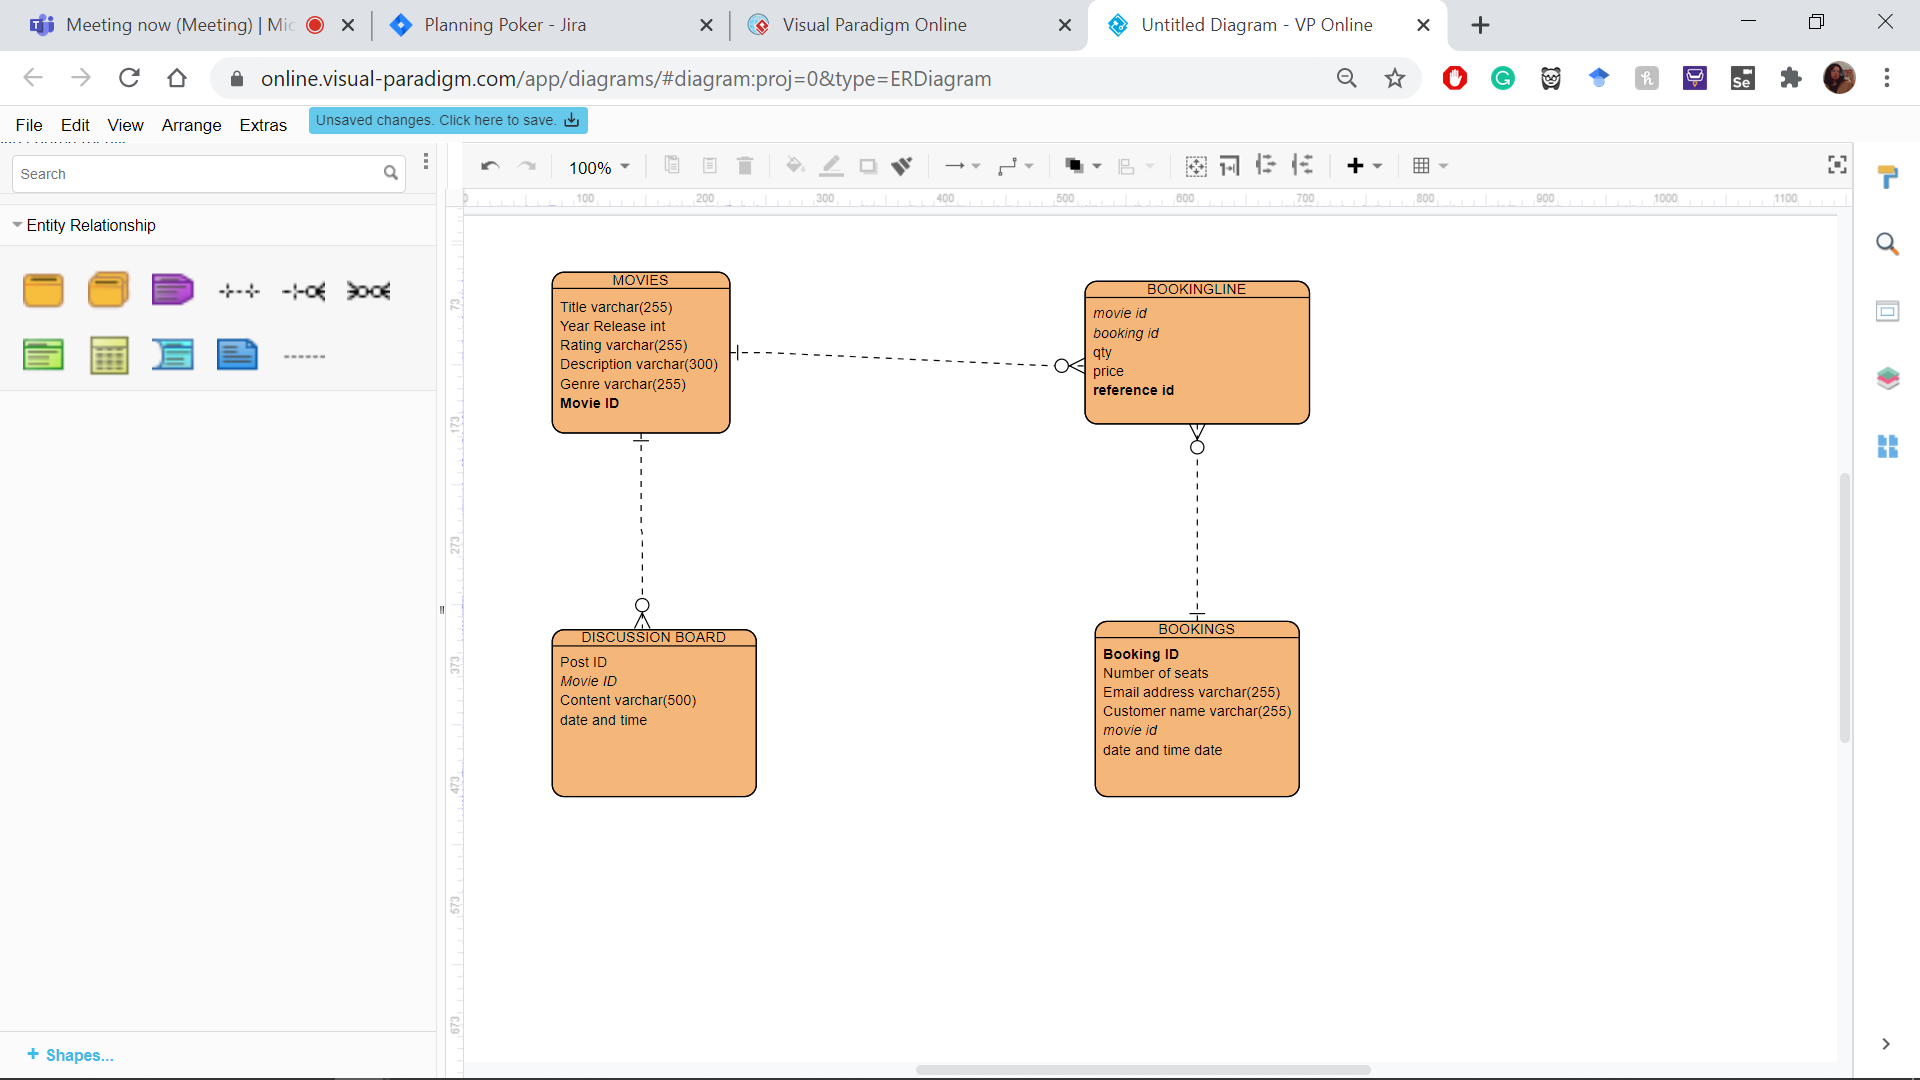 Meeting now (Meeting) | Mic
Planning Poker - Jira
Visual Paradigm Online
Untitled Diagram - VP Online
online.visual-paradigm.com/app/diagrams/#diagram:proj=0&type=ERDiagram
File Edit View Arrange Extras
Unsaved changes. Click here to save.
Search
100%
0 100 200 300 400 500 600 700 800 900 1000 1100
Entity Relationship
73
173
273
373
473
573
673
MOVIES
Title varchar(255)
Year Release int
Rating varchar(255)
Description varchar(300)
Genre varchar(255)
Movie ID
BOOKINGLINE
movie id
booking id
qty
price
reference id
DISCUSSION BOARD
Post ID
Movie ID
Content varchar(500)
date and time
BOOKINGS
Booking ID
Number of seats
Email address varchar(255)
Customer name varchar(255)
movie id
date and time date
+ Shapes...